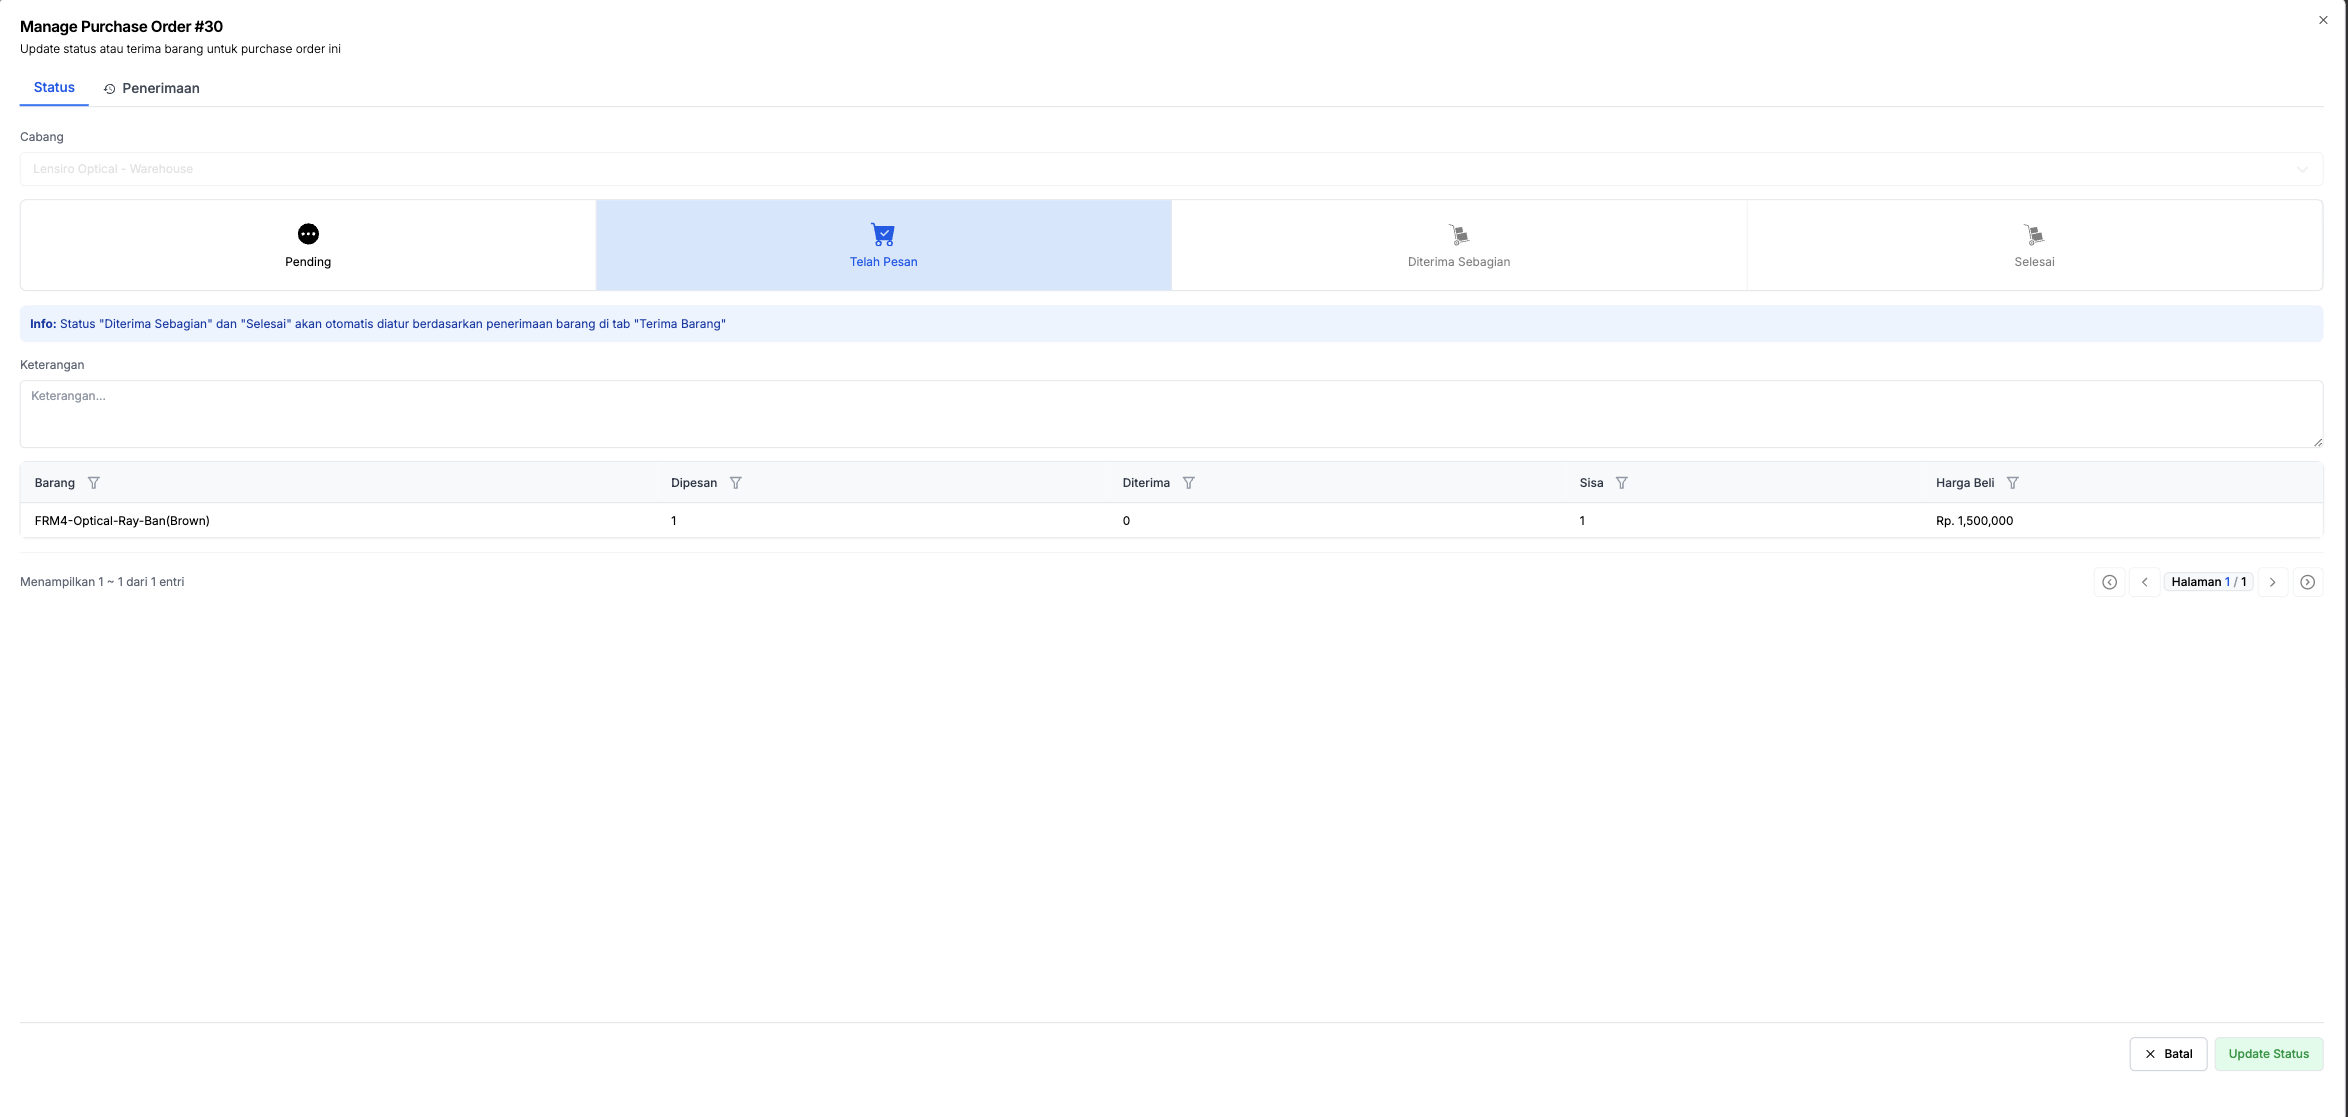 Manage Purchase Order #30
Update status atau terima barang untuk purchase order ini
Status Penerimaan
Cabang
Lensiro Optical - Warehouse
Pending Telah Pesan Diterima Sebagian Selesai
Info: Status "Diterima Sebagian" dan "Selesai" akan otomatis diatur berdasarkan penerimaan barang di tab "Terima Barang"
Keterangan
Keterangan...
Barang Dipesan Diterima Sisa Harga Beli
FRM4-Optical-Ray-Ban(Brown) 1 0 1 Rp. 1,500,000
Menampilkan 1 ~ 1 dari 1 entri Halaman 1 / 1
Batal Update Status